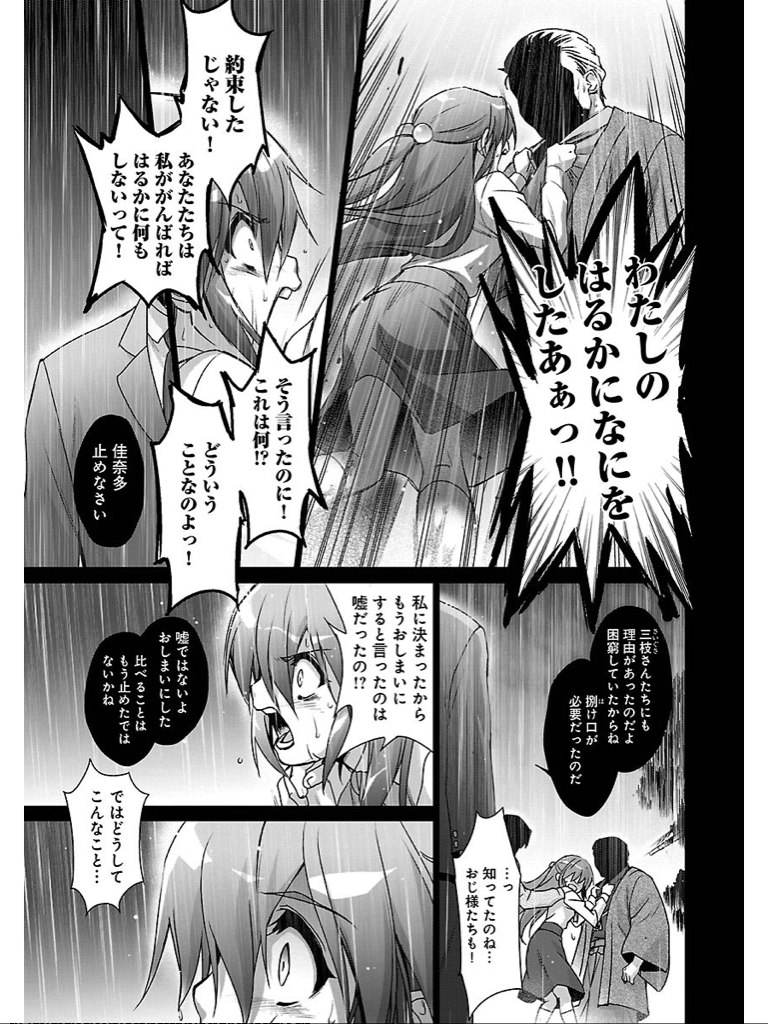 わたしの
はるかになにを
したあぁっ!!
約束した
じゃない!
あなたたちは
私ががんばれば
はるかに何も
しないって!
そう言ったのに!
これは何!?
どういう
ことなのよっ!
佳奈多
止めなさい
三枝さんたちにも
さいぐさ
理由があったのだよ
困窮していたからね
捌け口が
は
必要だったのだ
…っ
知ってたのね…
おじ様たちも!
私に決まったから
もうおしまいに
すると言ったのは
嘘だったの!?
嘘ではないよ
おしまいにした
比べることは
もう止めたでは
ないかね
ではどうして
こんなこと…